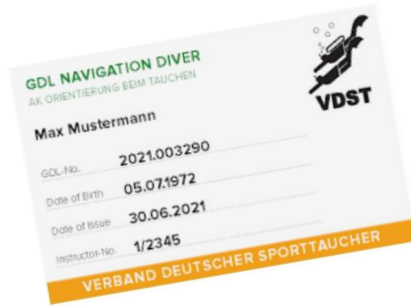 GDL NAVIGATION DIVER
AK ORIENTIERUNG BEIM TAUCHEN
VDST
Max Mustermann
GDL-No. 2021.003290
Date of Birth 05.07.1972
Date of Issue 30.06.2021
Instructor-No. 1/2345
VERBAND DEUTSCHER SPORTTAUCHER